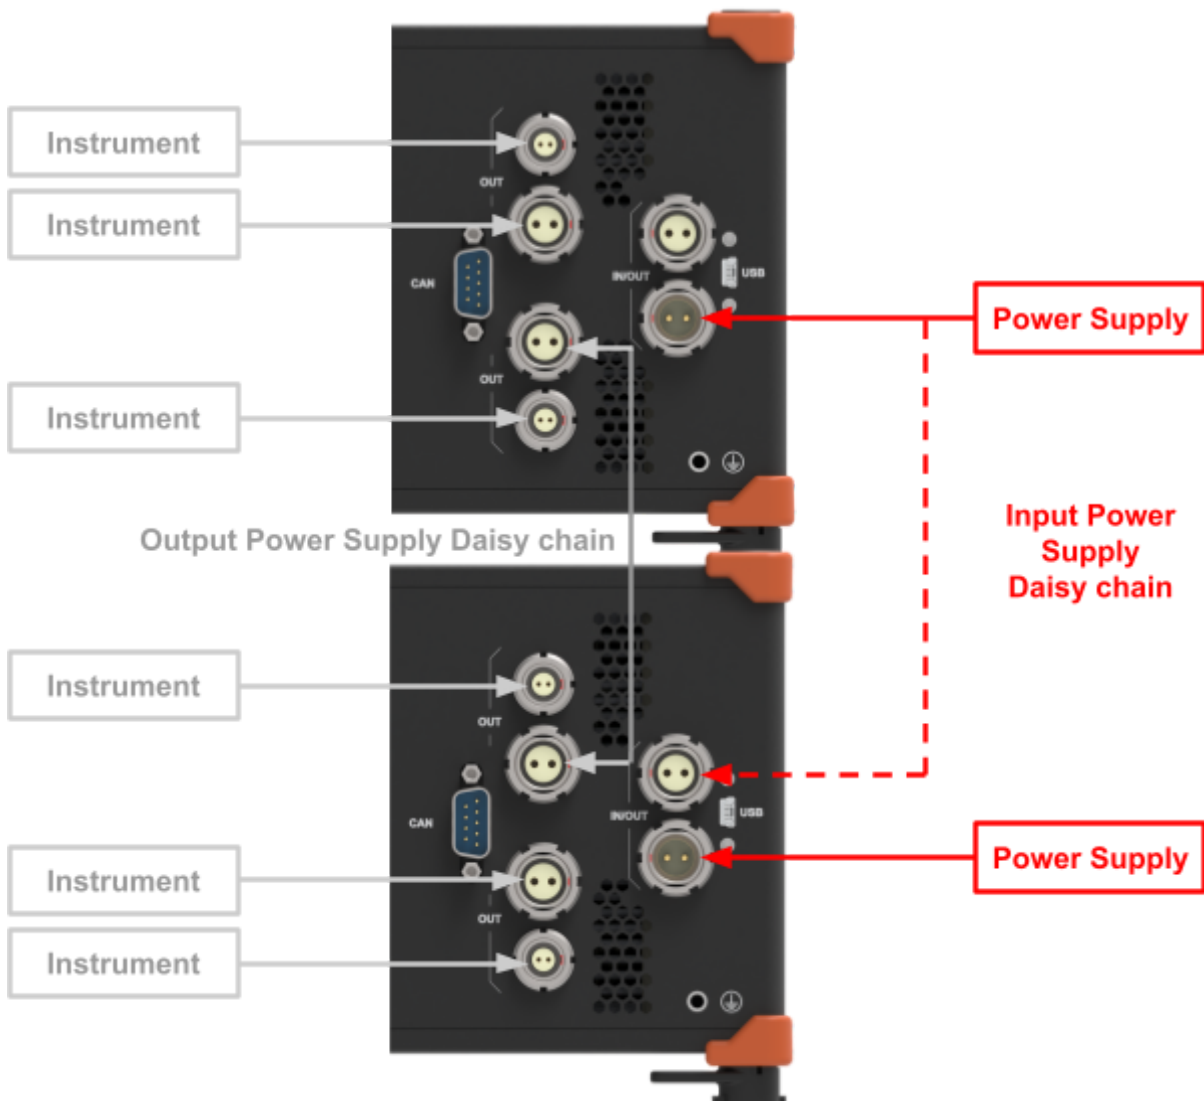 Instrument
OUT
Instrument
CAN
IN/OUT
USB
Power Supply
OUT
Instrument
Output Power Supply Daisy chain
Input Power
Supply
Daisy chain
Instrument
OUT
CAN
IN/OUT
USB
Power Supply
Instrument
OUT
Instrument